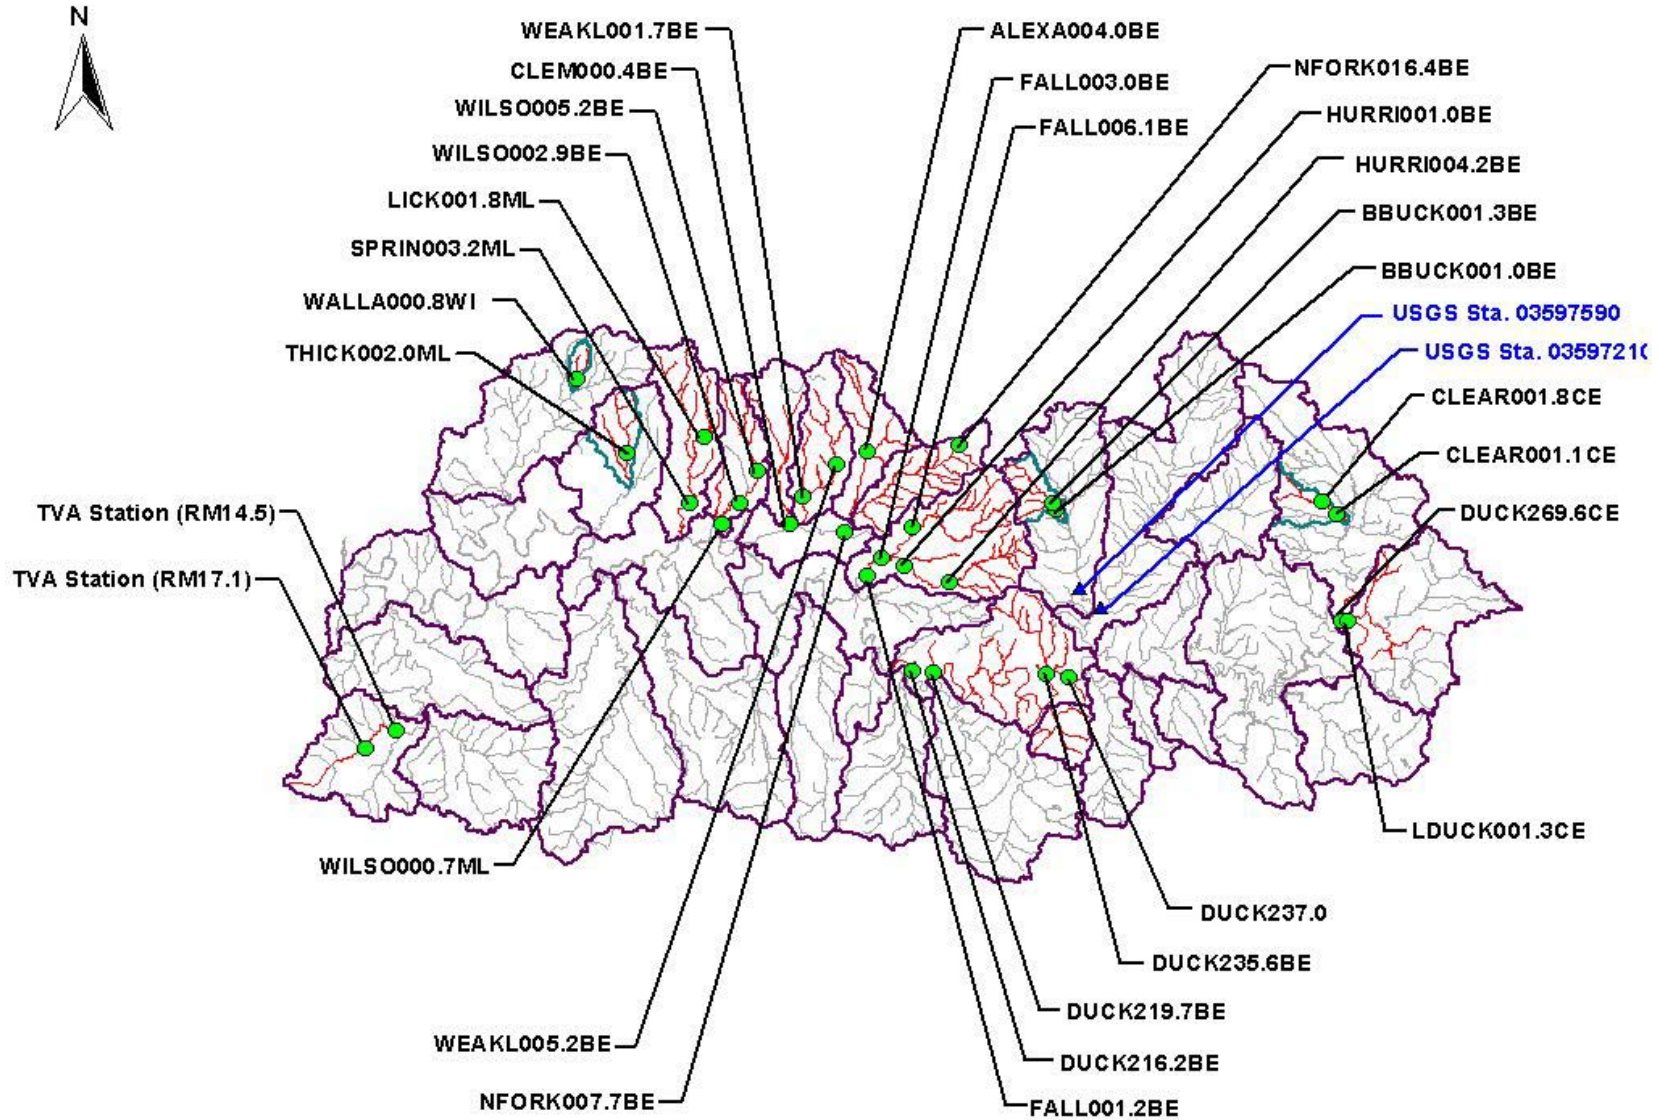 N
WEAKL001.7BE
ALEXA004.0BE
CLEM000.4BE
NFORK016.4BE
FALL003.0BE
WILSO005.2BE
HURRI001.0BE
FALL006.1BE
WILSO002.9BE
HURRI004.2BE
LICK001.8ML
BBUCK001.3BE
SPRIN003.2ML
BBUCK001.0BE
WALLA000.8WI
USGS Sta. 03597590
THICK002.0ML
USGS Sta. 0359721(
CLEAR001.8CE
CLEAR001.1CE
TVA Station (RM14.5)
DUCK269.6CE
TVA Station (RM17.1)
LDUCK001.3CE
WILSO000.7ML
DUCK237.0
DUCK235.6BE
DUCK219.7BE
WEAKL005.2BE
DUCK216.2BE
NFORK007.7BE
FALL001.2BE